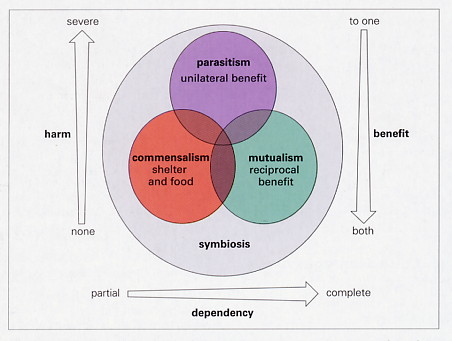 severe
to one
parasitism
unilateral benefit
harm
benefit
commensalism
shelter
and food
mutualism
reciprocal
benefit
none
both
symbiosis
partial
complete
dependency